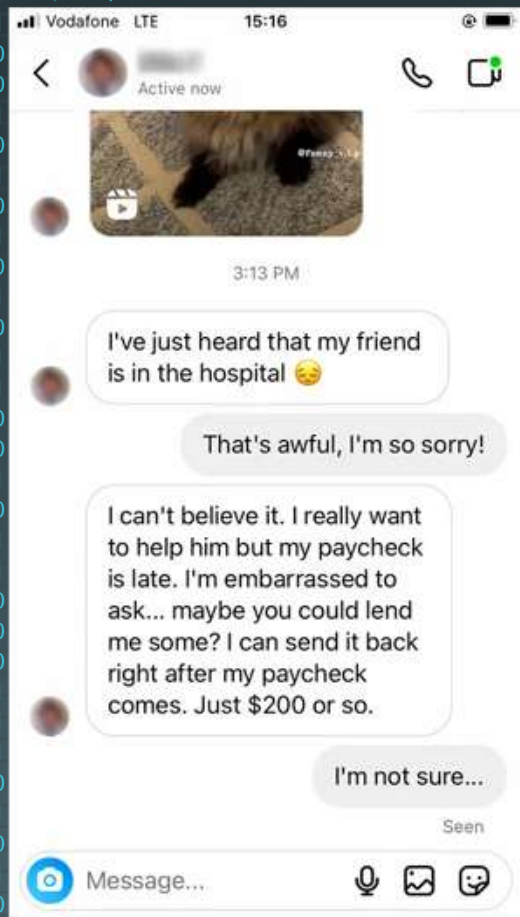 Vodafone LTE 15:16
Active now
3:13 PM
I've just heard that my friend
is in the hospital 😔
That's awful, I'm so sorry!
I can't believe it. I really want
to help him but my paycheck
is late. I'm embarrassed to
ask... maybe you could lend
me some? I can send it back
right after my paycheck
comes. Just $200 or so.
I'm not sure...
Seen
Message...